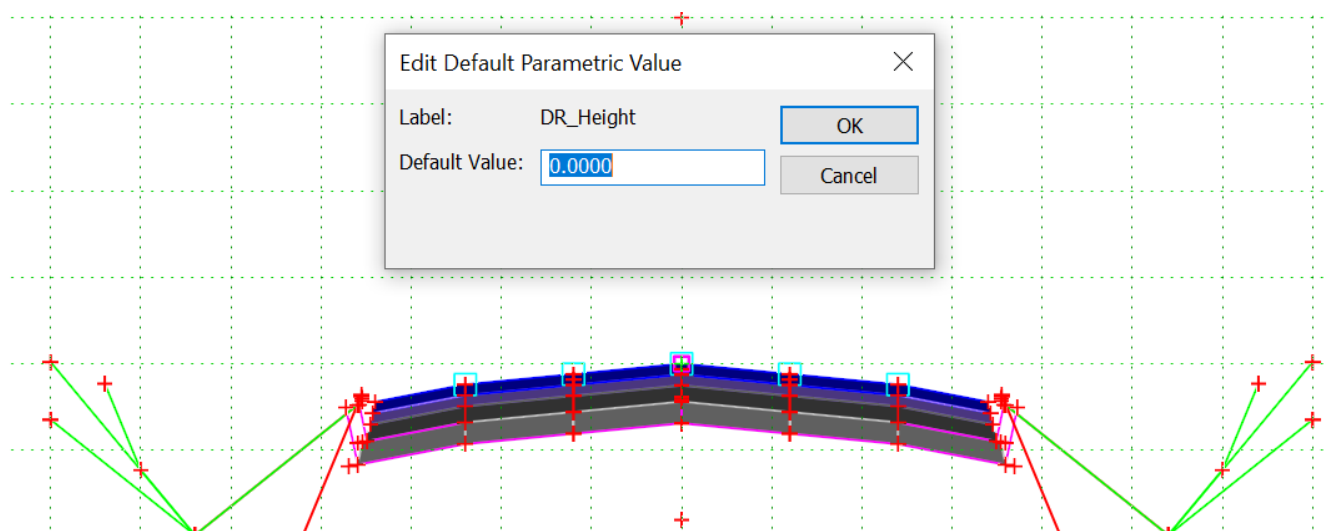 Edit Default Parametric Value
Label: DR_Height
OK
Default Value: 0.0000
Cancel